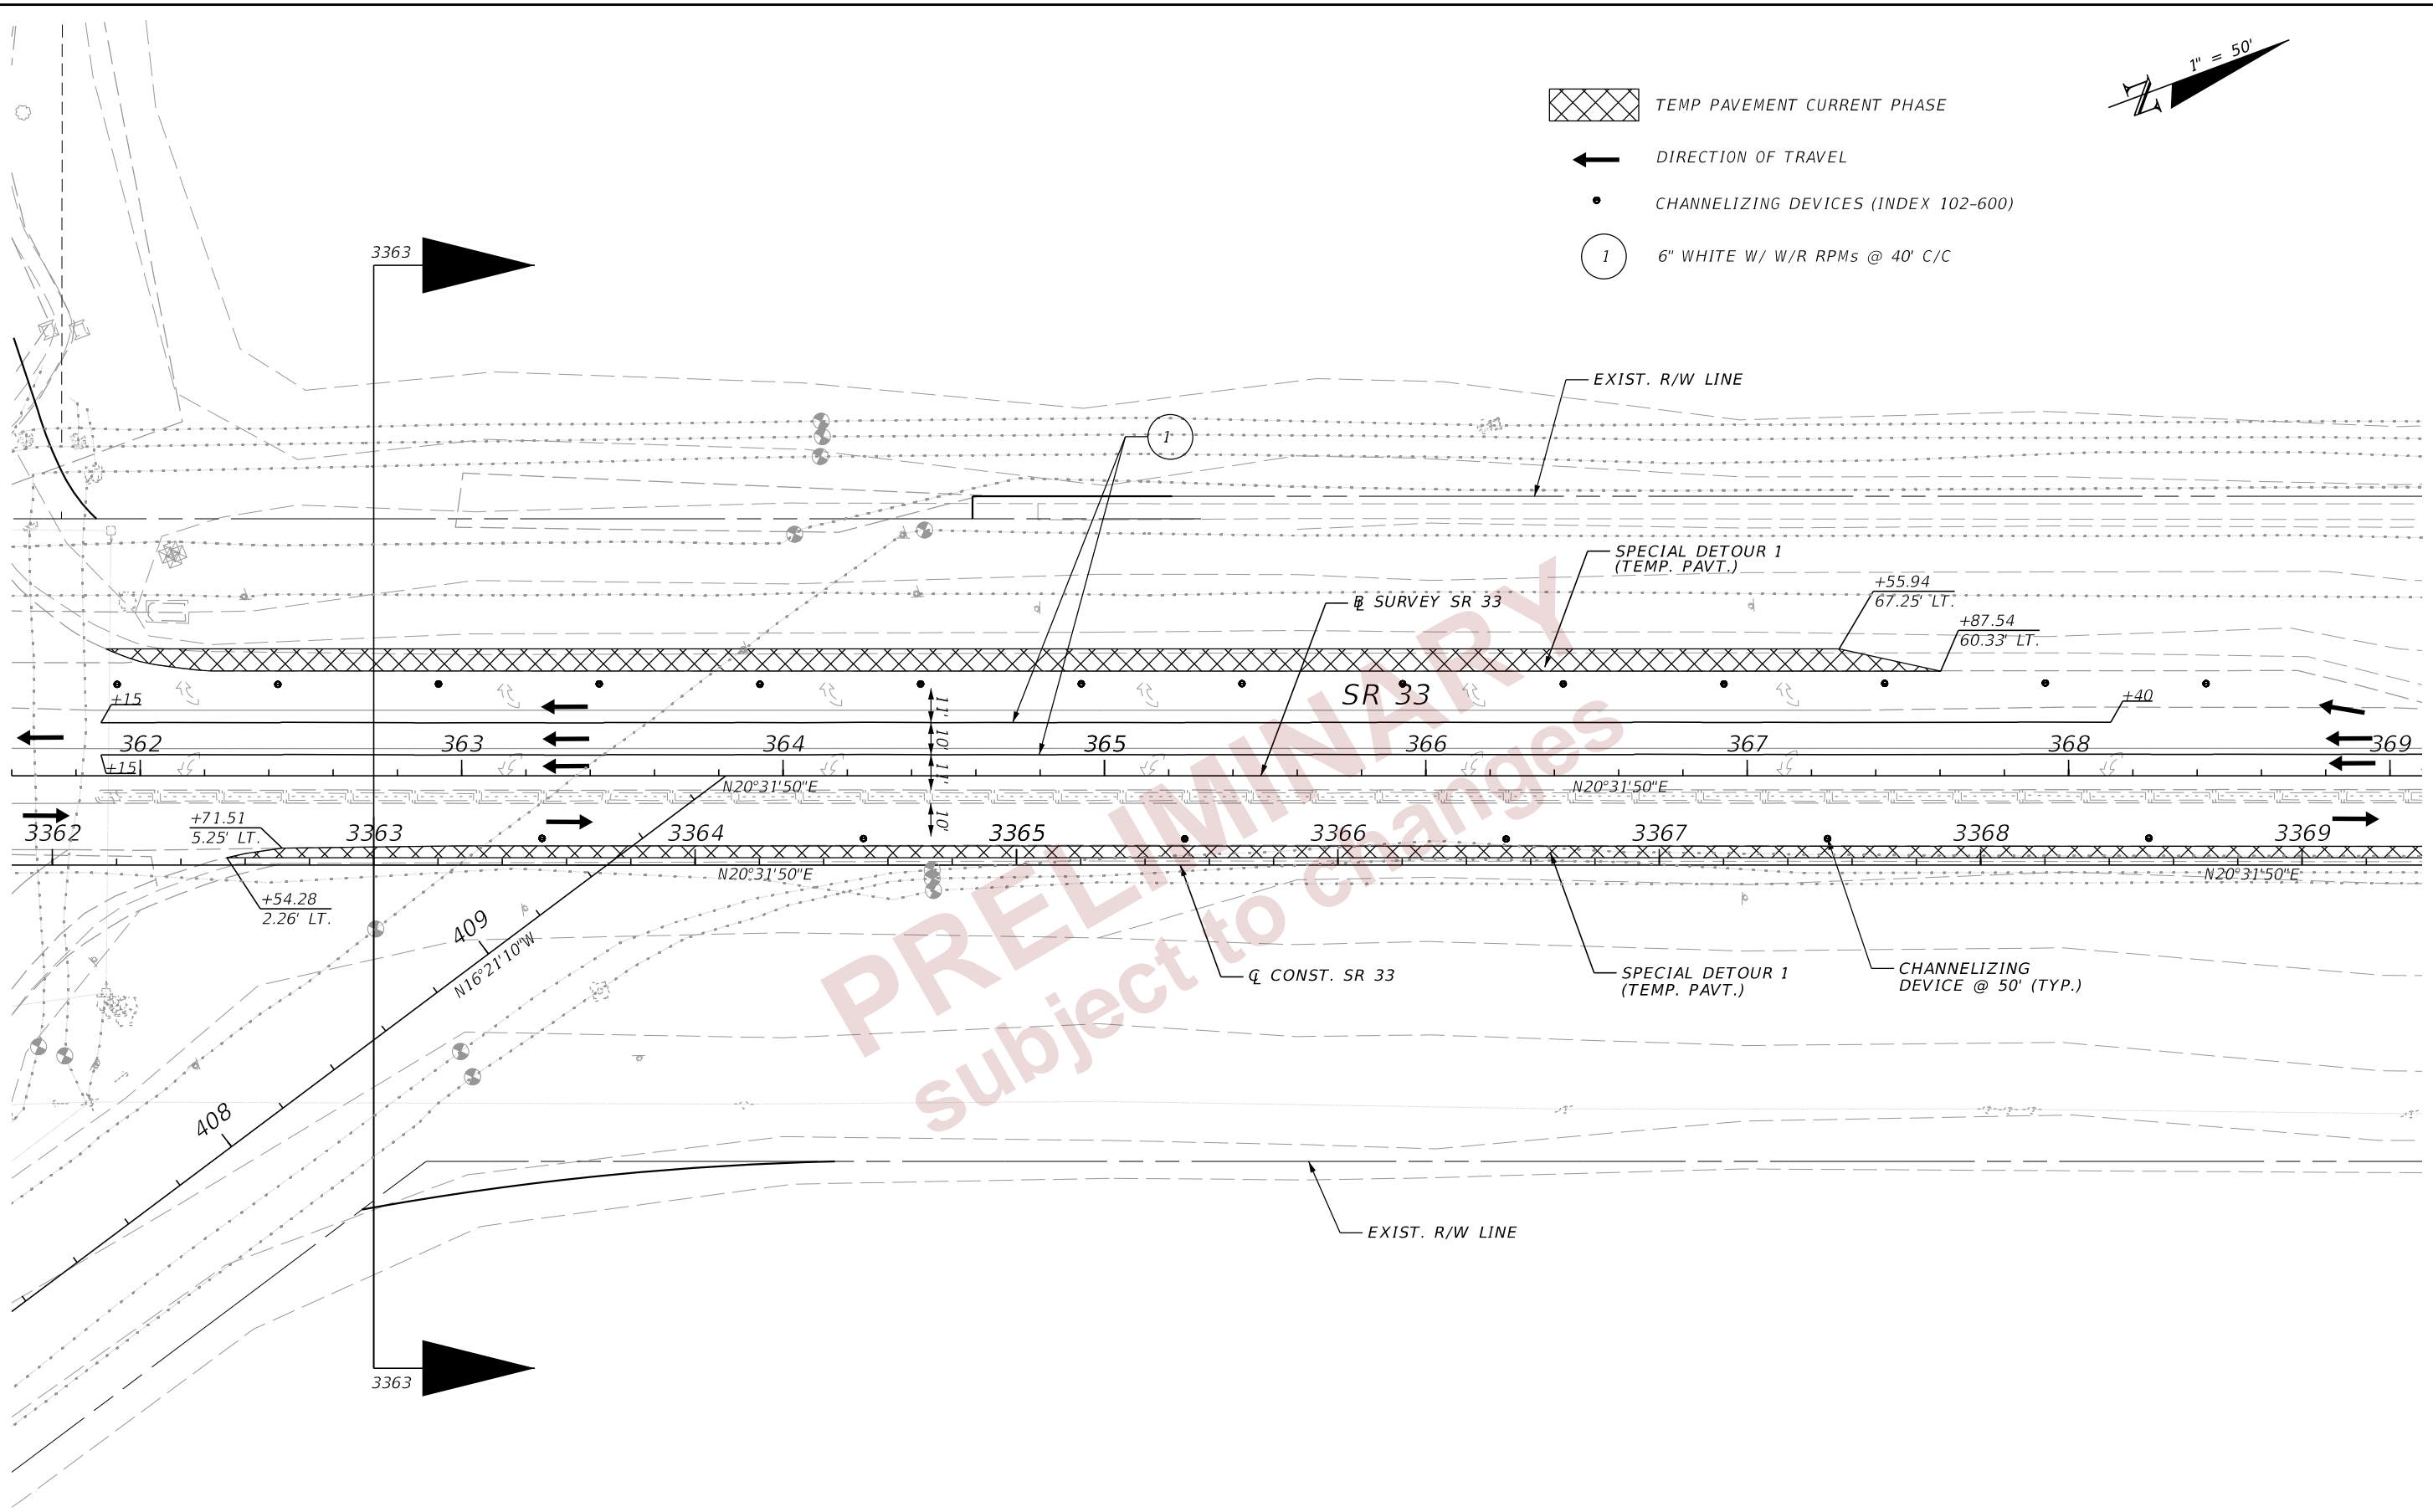 1" = 50'
N
TEMP PAVEMENT CURRENT PHASE
DIRECTION OF TRAVEL
CHANNELIZING DEVICES (INDEX 102-600)
1
6" WHITE W/ W/R RPMs @ 40' C/C
3363
EXIST. R/W LINE
1
SPECIAL DETOUR 1
(TEMP. PAVT.)
+55.94
67.25' LT.
℄ SURVEY SR 33
+87.54
60.33' LT.
+15
SR 33
+40
11'
10'
11'
10'
362
363
364
365
366
367
368
369
+15
N20°31'50"E
N20°31'50"E
+71.51
5.25' LT.
3362
3363
3364
3365
3366
3367
3368
3369
N20°31'50"E
N20°31'50"E
+54.28
2.26' LT.
409
N16°21'10"W
408
℄ CONST. SR 33
SPECIAL DETOUR 1
(TEMP. PAVT.)
CHANNELIZING
DEVICE @ 50' (TYP.)
PRELIMINARY
subject to changes
EXIST. R/W LINE
3363